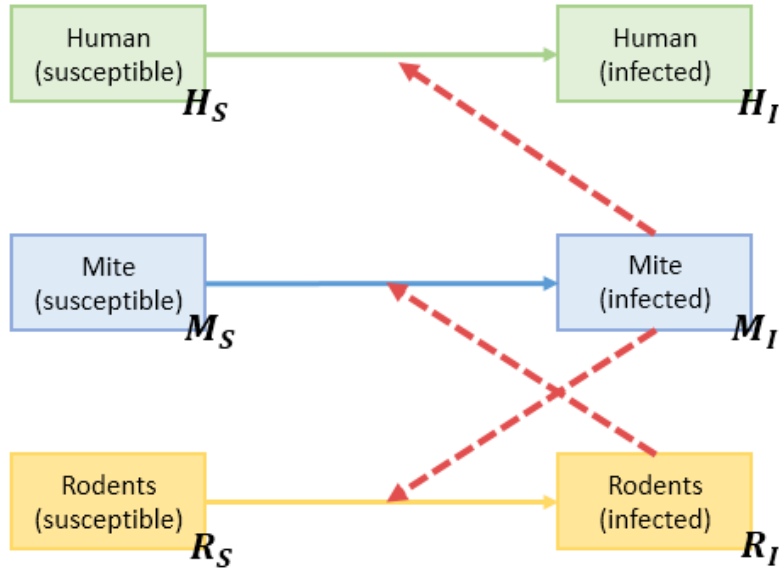 Human
(susceptible)
H_S
Human
(infected)
H_I
Mite
(susceptible)
M_S
Mite
(infected)
M_I
Rodents
(susceptible)
R_S
Rodents
(infected)
R_I